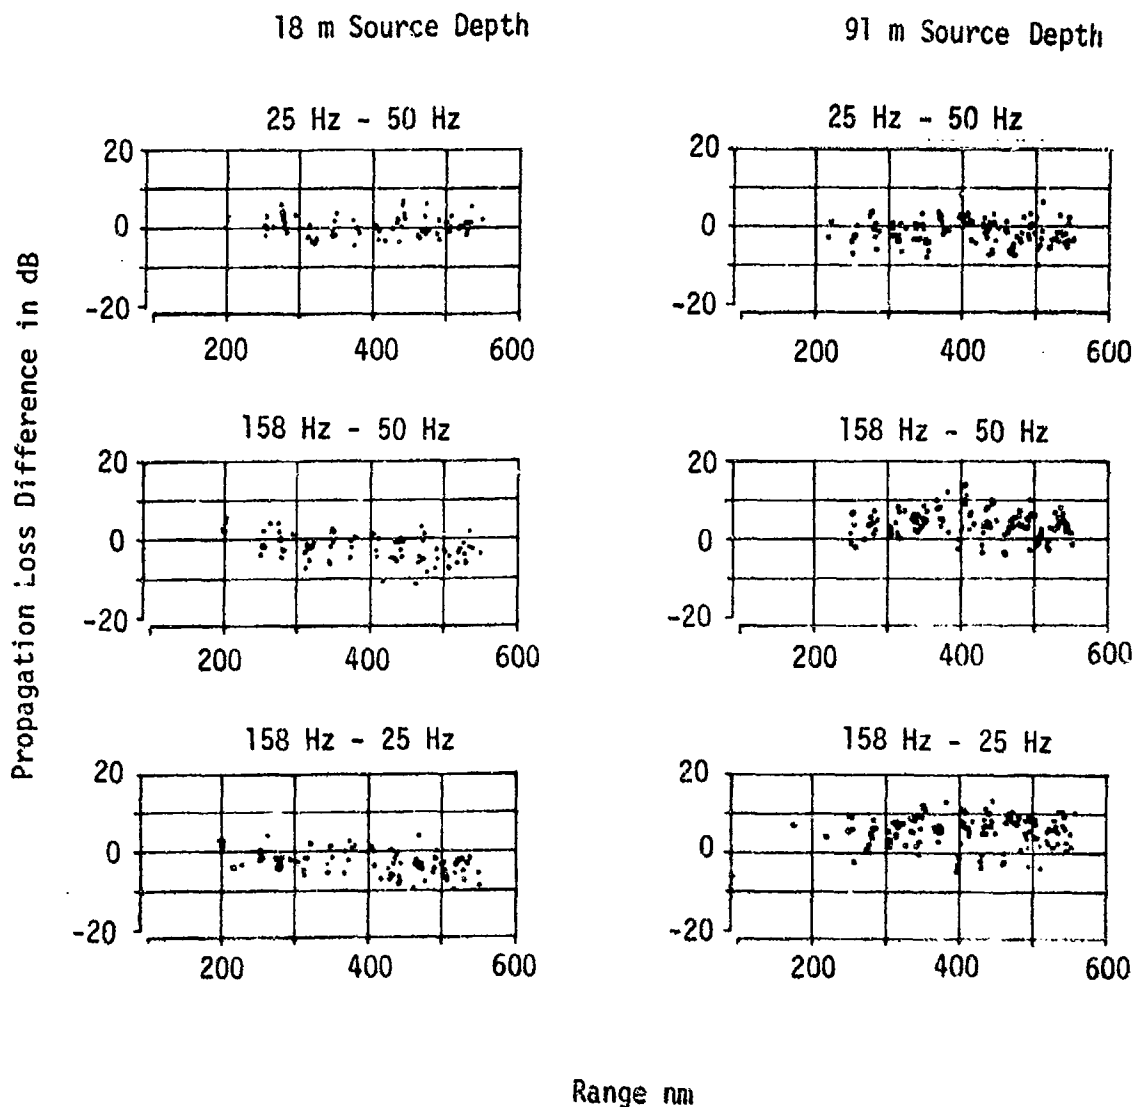 18 m Source Depth
91 m Source Depth
25 Hz - 50 Hz
25 Hz - 50 Hz
20
0
-20
200 400 600
20
0
-20
200 400 600
158 Hz - 50 Hz
158 Hz - 50 Hz
20
0
-20
200 400 600
20
0
-20
200 400 600
158 Hz - 25 Hz
158 Hz - 25 Hz
20
0
-20
200 400 600
20
0
-20
200 400 600
Propagation Loss Difference in dB
Range nm